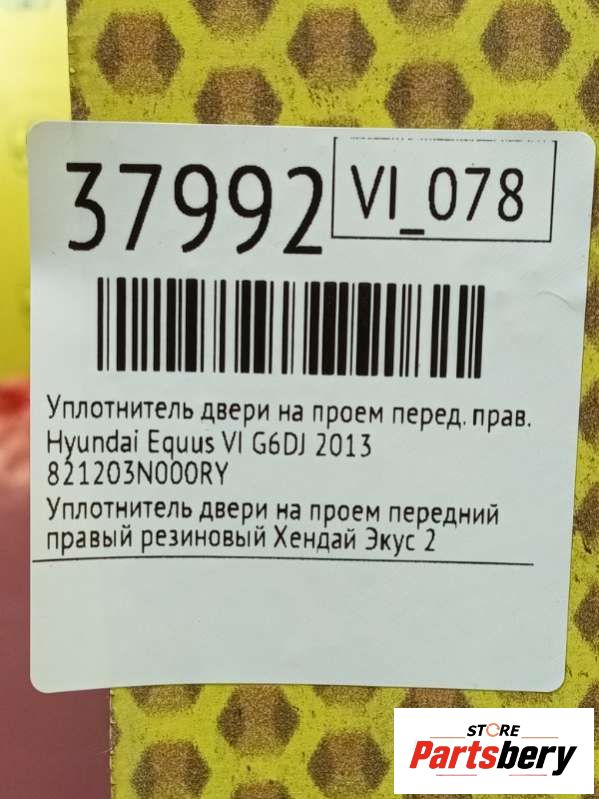 37992
VI_078
Уплотнитель двери на проем перед. прав.
Hyundai Equus VI G6DJ 2013
821203N000RY
Уплотнитель двери на проем передний
правый резиновый Хендай Экус 2
STORE
Partsbery